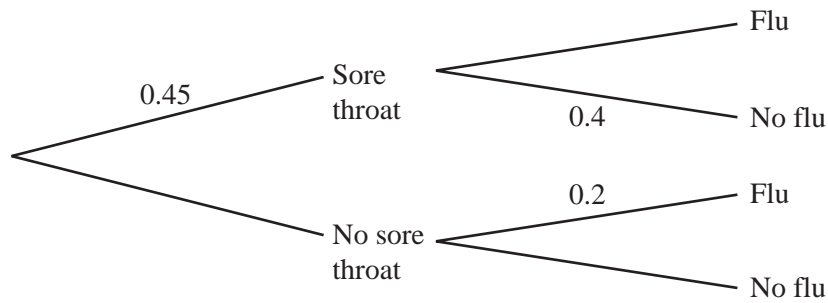 Flu
0.45
Sore
throat
0.4
No flu
0.2
Flu
No sore
throat
No flu